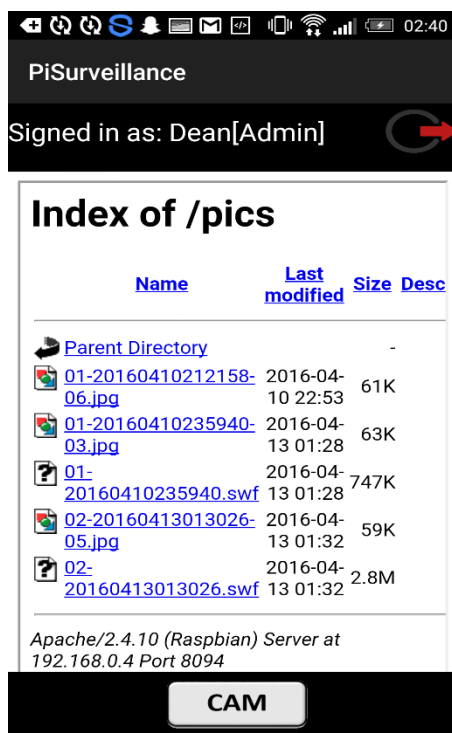 02:40
PiSurveillance
Signed in as: Dean[Admin]
Index of /pics
Name Last modified Size Desc
Parent Directory -
01-20160410212158-06.jpg 2016-04-10 22:53 61K
01-20160410235940-03.jpg 2016-04-13 01:28 63K
01-20160410235940.swf 2016-04-13 01:28 747K
02-20160413013026-05.jpg 2016-04-13 01:32 59K
02-20160413013026.swf 2016-04-13 01:32 2.8M
Apache/2.4.10 (Raspbian) Server at
192.168.0.4 Port 8094
CAM